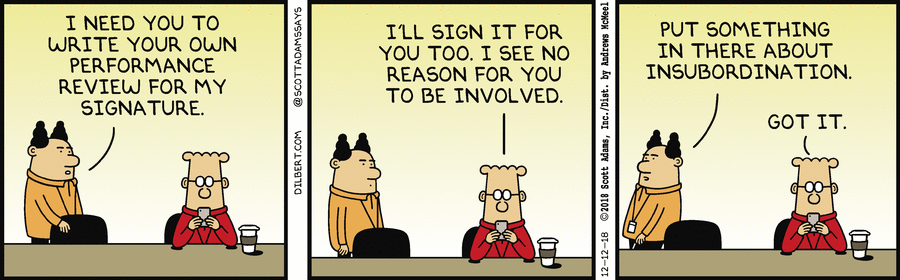 I NEED YOU TO
WRITE YOUR OWN
PERFORMANCE
REVIEW FOR MY
SIGNATURE.
DILBERT.COM @SCOTTADAMSSAYS
I'LL SIGN IT FOR
YOU TOO. I SEE NO
REASON FOR YOU
TO BE INVOLVED.
12-12-18 ©2018 Scott Adams, Inc./Dist. by Andrews McMeel
PUT SOMETHING
IN THERE ABOUT
INSUBORDINATION.
GOT IT.